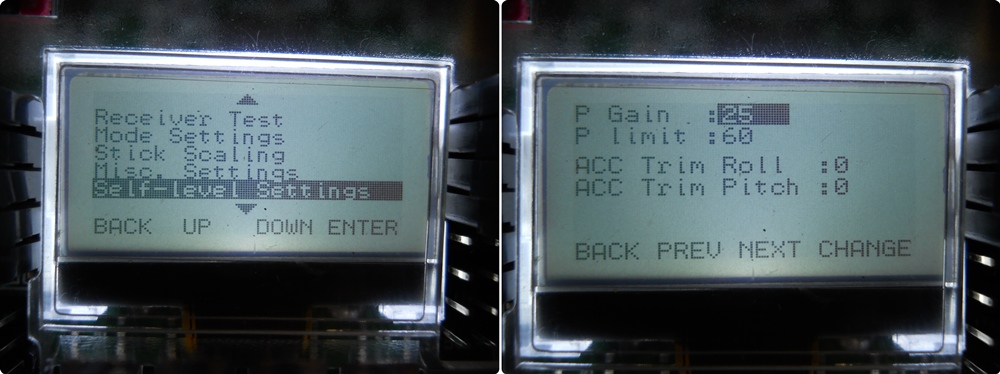 Receiver Test
Mode Settings
Stick Scaling
Misc. Settings
Self-level Settings
BACK UP DOWN ENTER
P Gain :25
P limit :60
ACC Trim Roll :0
ACC Trim Pitch :0
BACK PREV NEXT CHANGE